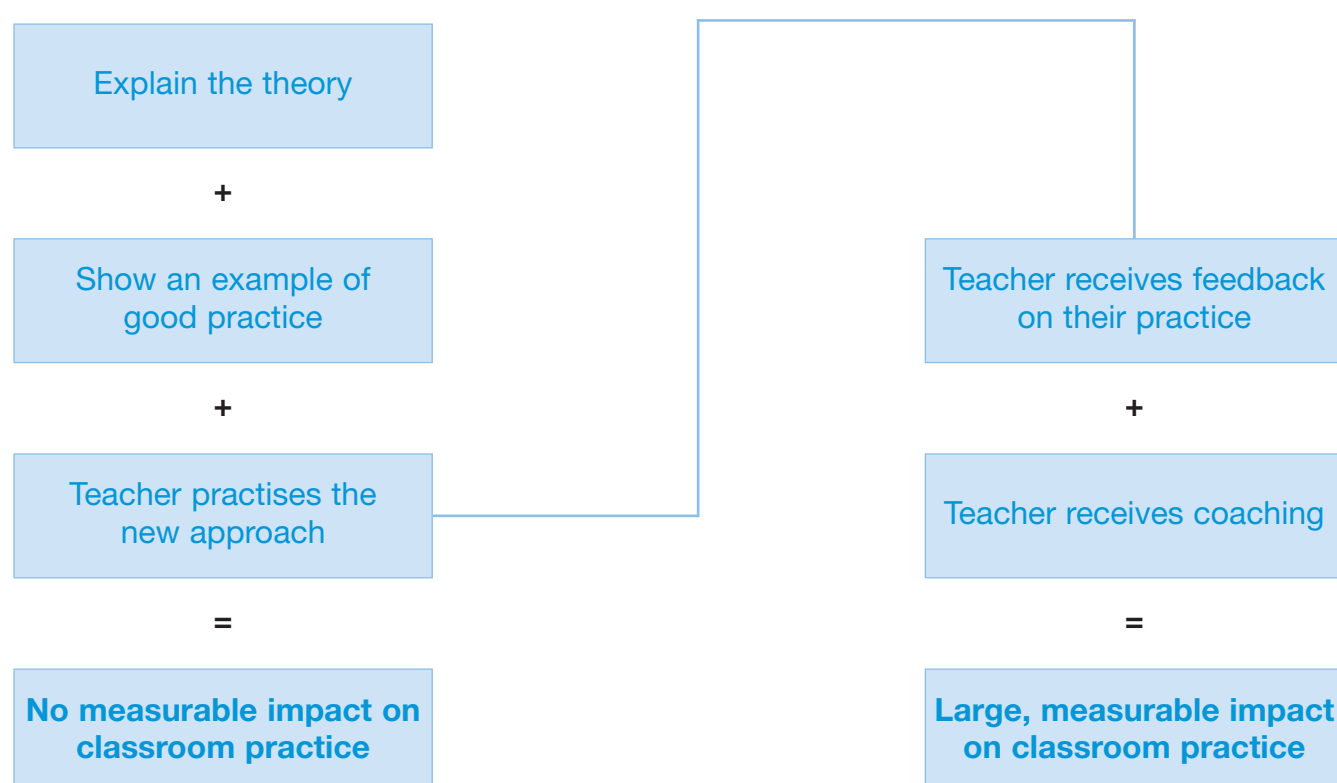 Explain the theory
+
Show an example of
good practice
+
Teacher practises the
new approach
=
No measurable impact on
classroom practice
Teacher receives feedback
on their practice
+
Teacher receives coaching
=
Large, measurable impact
on classroom practice